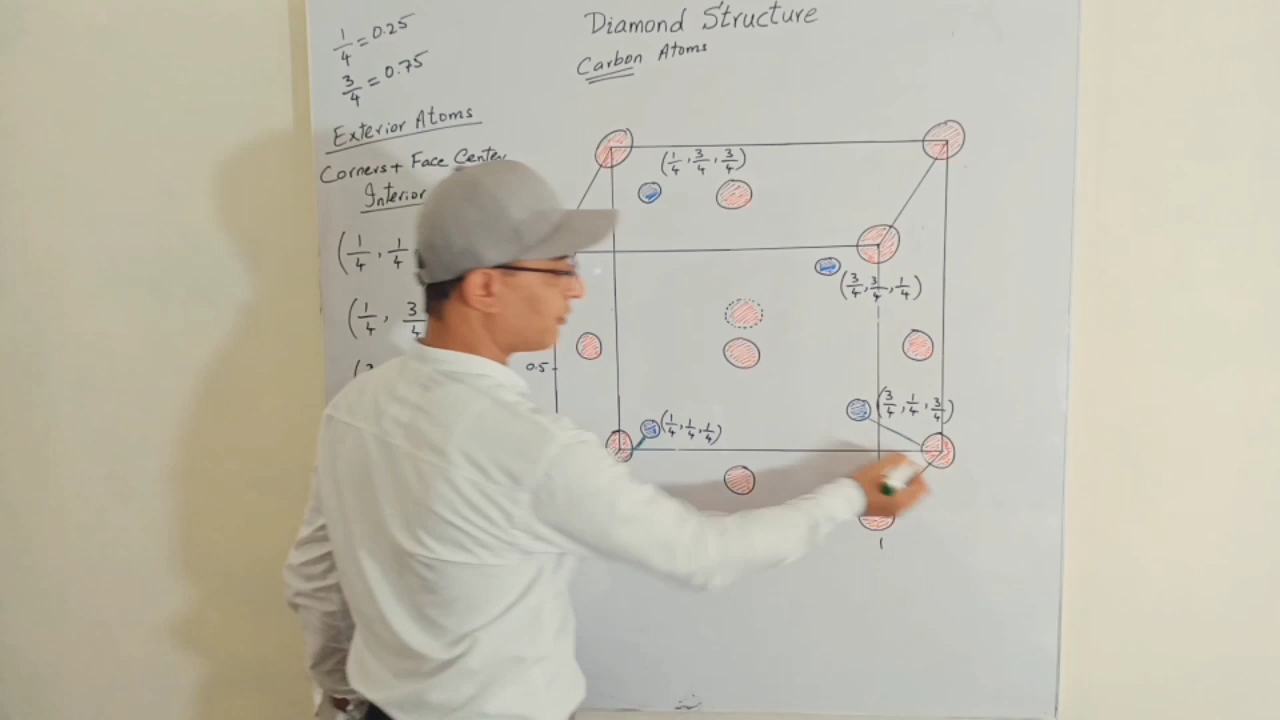 1/4 = 0.25
3/4 = 0.75
Diamond Structure
Carbon Atoms
Exterior Atoms
Corners + Face Center
Interior
(1/4, 1/4
(1/4, 3/4
(1/4, 3/4, 3/4)
(3/4, 3/4, 1/4)
0.5
(3/4, 1/4, 3/4)
(1/4, 1/4, 1/4)
1